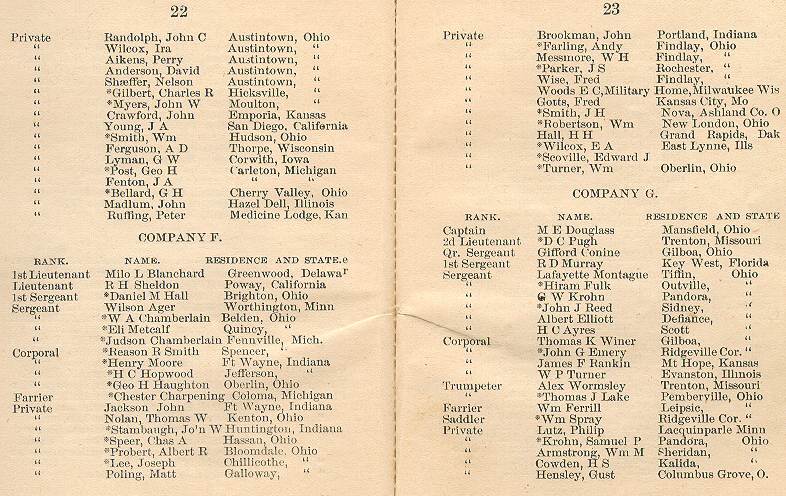 22
Private Randolph, John C Austintown, Ohio
“ Wilcox, Ira Austintown, “
“ Aikens, Perry Austintown, “
“ Anderson, David Austintown, “
“ Shæffer, Nelson Austintown, “
“ *Gilbert, Charles R Hicksville, “
“ *Myers, John W Moulton, “
“ Crawford, John Emporia, Kansas
“ Young, J A San Diego, California
“ *Smith, Wm Hudson, Ohio
“ Ferguson, A D Thorpe, Wisconsin
“ Lyman, G W Corwith, Iowa
“ *Post, Geo H Carleton, Michigan
“ Fenton, J A “ “
“ *Bellard, G H Cherry Valley, Ohio
“ Madlum, John Hazel Dell, Illinois
“ Ruffing, Peter Medicine Lodge, Kan
COMPANY F.
RANK. NAME. RESIDENCE AND STATE.e
1st Lieutenant Milo L Blanchard Greenwood, Delawar
Lieutenant R H Sheldon Poway, California
1st Sergeant *Daniel M Hall Brighton, Ohio
Sergeant Wilson Ager Worthington, Minn
“ *W A Chamberlain Belden, Ohio
“ *Eli Metcalf Quincy, “
“ *Judson Chamberlain Fennville, Mich.
Corporal *Reason R Smith Spencer, “
“ *Henry Moore Ft Wayne, Indiana
“ *H C Hopwood Jefferson, “
“ *Geo H Haughton Oberlin, Ohio
Farrier *Chester Charpening Coloma, Michigan
Private Jackson John Ft Wayne, Indiana
“ Nolan, Thomas W Kenton, Ohio
“ *Stambaugh, Jo'n W Huntington, Indiana
“ *Speer, Chas A Hassan, Ohio
“ *Probert, Albert R Bloomdale, Ohio
“ *Lee, Joseph Chillicothe, “
“ Poling, Matt Galloway, “
23
Private Brookman, John Portland, Indiana
“ *Farling, Andy Findlay, Ohio
“ Messmore, W H Findlay, “
“ *Parker, J S Rochester, “
“ Wise, Fred Findlay, “
“ Woods E C, Military Home, Milwaukee Wis
“ Gotts, Fred Kansas City, Mo
“ *Smith, J H Nova, Ashland Co. O
“ *Robertson, Wm New London, Ohio
“ Hall, H H Grand Rapids, Dak
“ *Wilcox, E A East Lynne, Ills
“ *Scoville, Edward J
“ *Turner, Wm Oberlin, Ohio
COMPANY G.
RANK. NAME. RESIDENCE AND STATE
Captain M E Douglass Mansfield, Ohio
2d Lieutenant *D C Pugh Trenton, Missouri
Qr. Sergeant Gifford Conine Gilboa, Ohio
1st Sergeant R D Murray Key West, Florida
Sergeant Lafayette Montague Tiffin, Ohio
“ *Hiram Fulk Outville, “
“ G W Krohn Pandora, “
“ *John J Reed Sidney, “
“ Albert Elliott Defiance, “
“ H C Ayres Scott “
Corporal Thomas K Winer Gilboa, “
“ *John G Emery Ridgeville Cor. “
“ James F Rankin Mt Hope, Kansas
“ W P Turner Evanston, Illinois
Trumpeter Alex Wormsley Trenton, Missouri
“ *Thomas J Lake Pemberville, Ohio
Farrier Wm Ferrill Leipsic, “
Saddler *Wm Spray Ridgeville Cor. “
Private Lutz, Philip Lacquinparle Minn
“ *Krohn, Samuel P Pandora, Ohio
“ Armstrong, Wm M Sheridan, “
“ Cowden, H S Kalida, “
“ Hensley, Gust Columbus Grove, O.